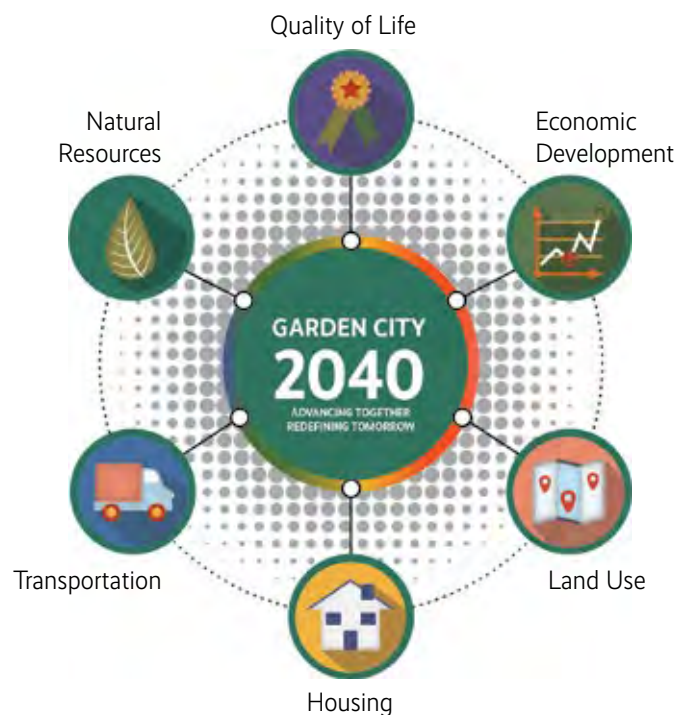 Quality of Life
Natural
Resources
Economic
Development
GARDEN CITY
2040
ADVANCING TOGETHER
REDEFINING TOMORROW
Transportation
Land Use
Housing